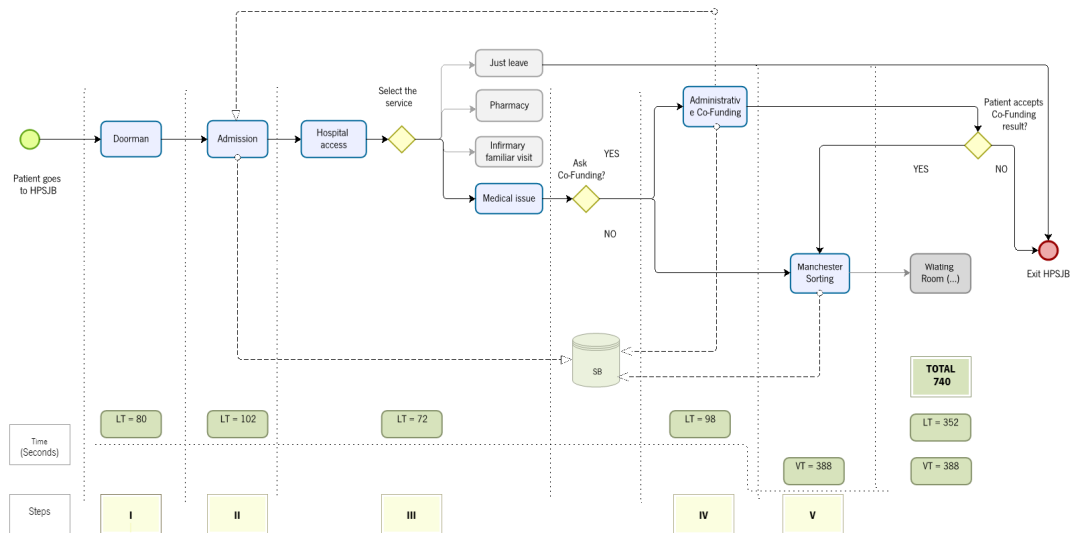 Patient goes
to HPSJB
Doorman
Admission
Hospital
access
Select the
service
Just leave
Pharmacy
Infirmary
familiar visit
Medical issue
Ask
Co-Funding?
YES
NO
Administrativ
e Co-Funding
Patient accepts
Co-Funding
result?
YES
NO
Manchester
Sorting
Wiating
Room (...)
Exit HPSJB
SB
TOTAL
740
Time
(Seconds)
LT = 80
LT = 102
LT = 72
LT = 98
LT = 352
VT = 388
VT = 388
Steps
I
II
III
IV
V